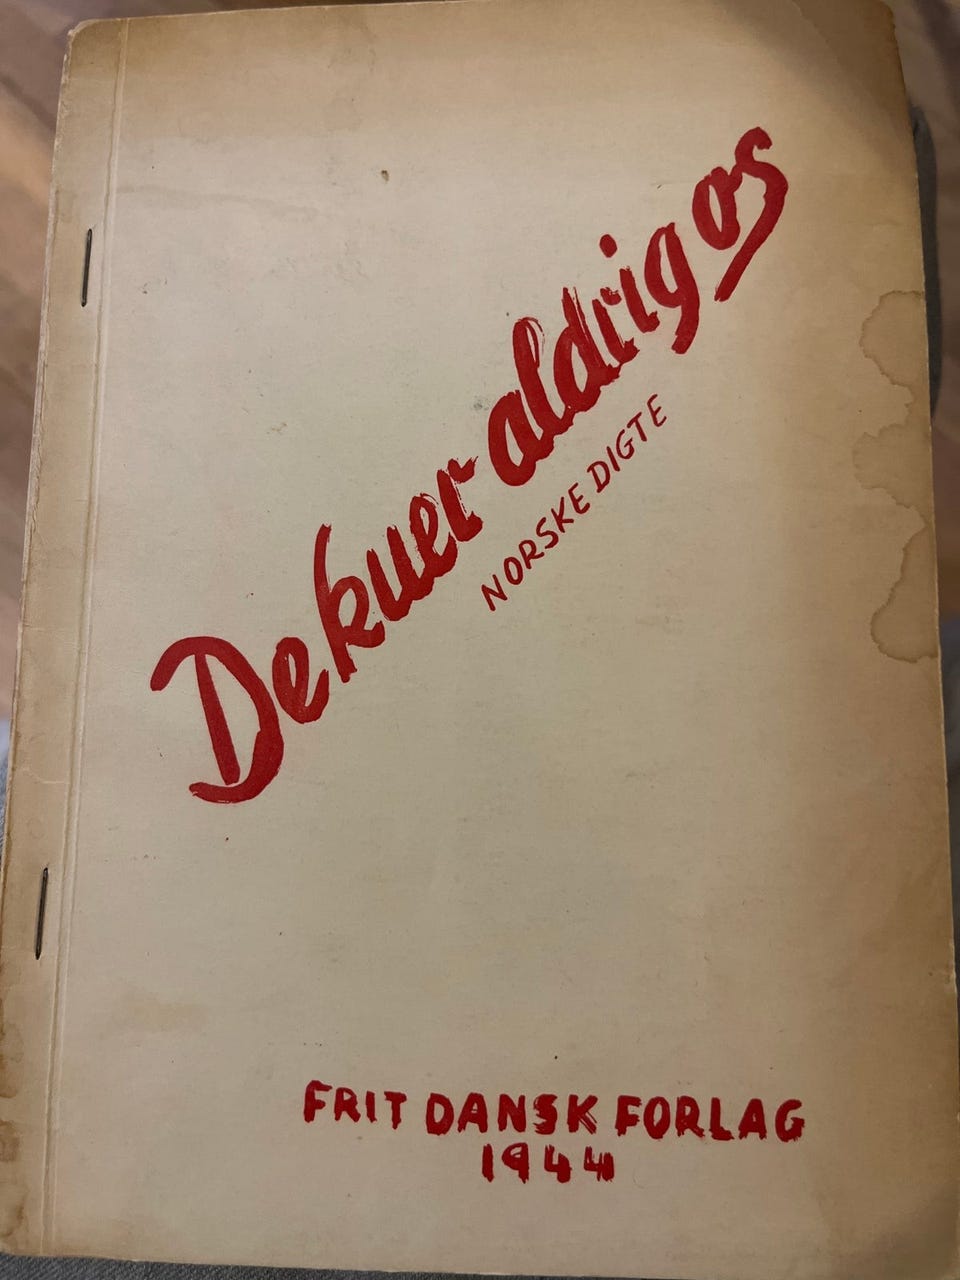 De kuer aldrig os
NORSKE DIGTE
FRIT DANSK FORLAG
1944